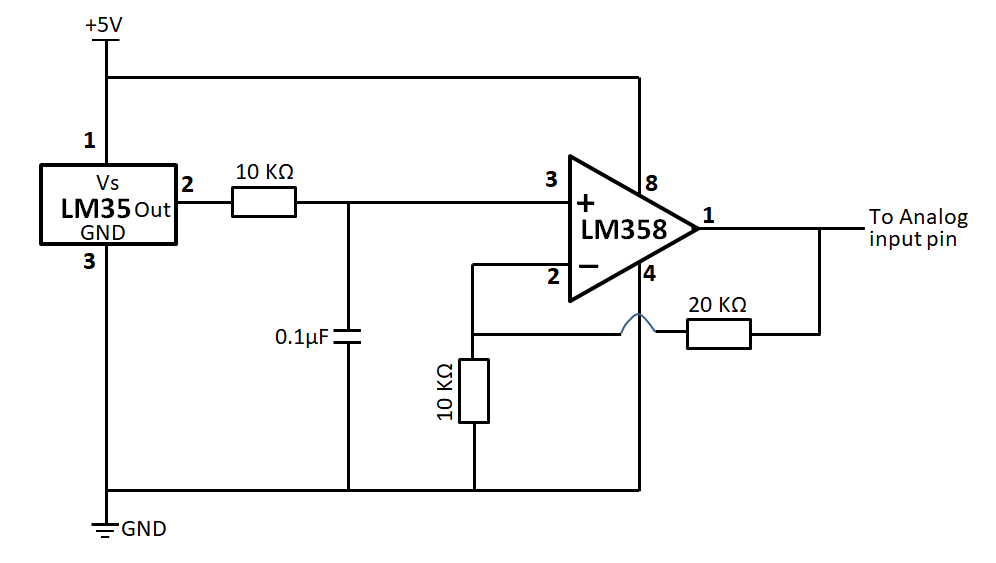 +5V
1
Vs
LM35 Out
GND
2
3
10 KΩ
0.1µF
3
+
LM358
−
2
8
4
1
To Analog
input pin
20 KΩ
10 KΩ
GND